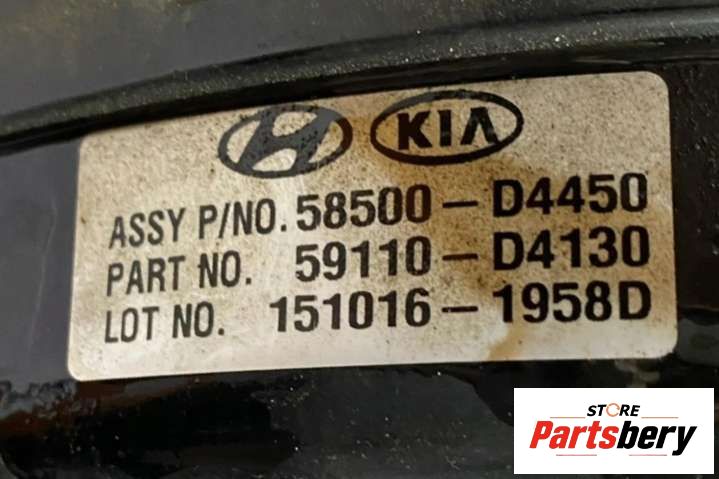 KIA
ASSY P/NO. 58500-D4450
PART NO. 59110-D4130
LOT NO. 151016-1958D
STORE
Partsbery